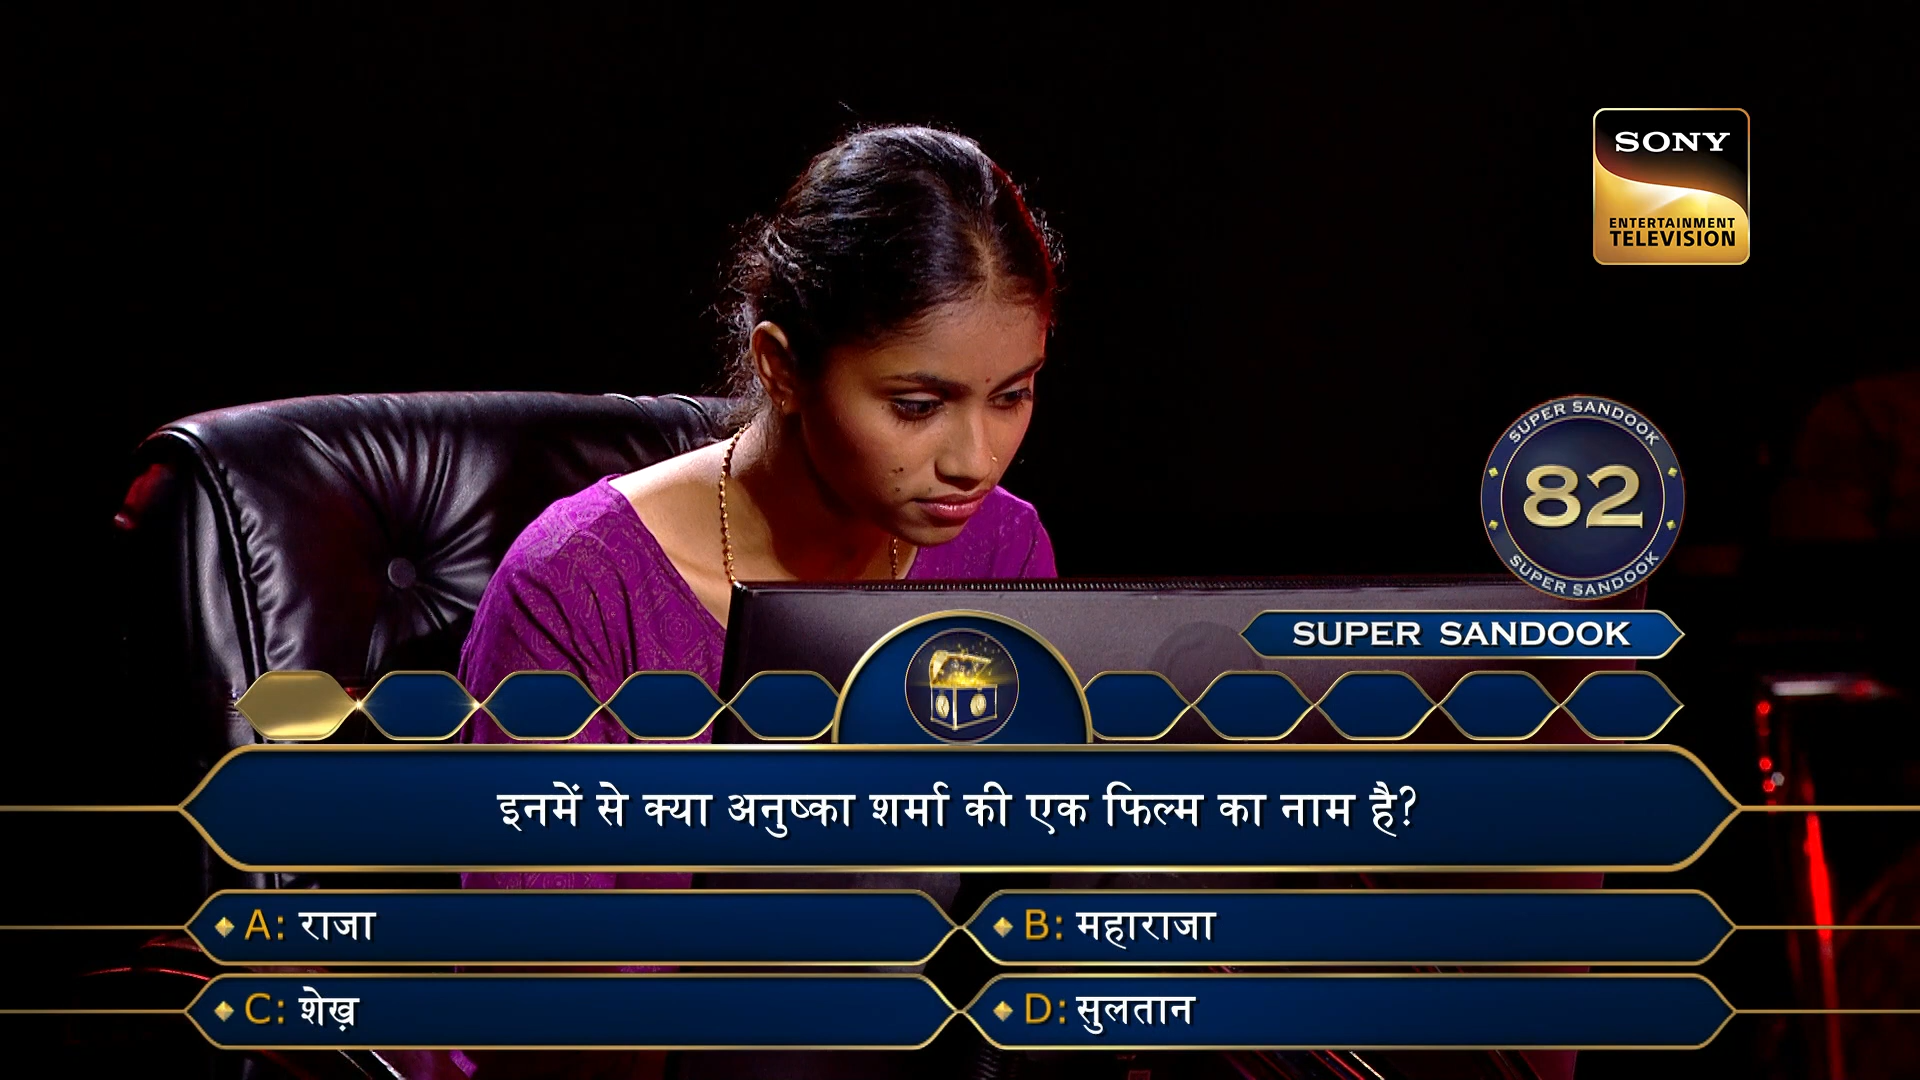 SONY
ENTERTAINMENT
TELEVISION
SUPER SANDOOK
82
SUPER SANDOOK
SUPER SANDOOK
इनमें से क्या अनुष्का शर्मा की एक फिल्म का नाम है?
A: राजा
B: महाराजा
C: शेख़
D: सुलतान